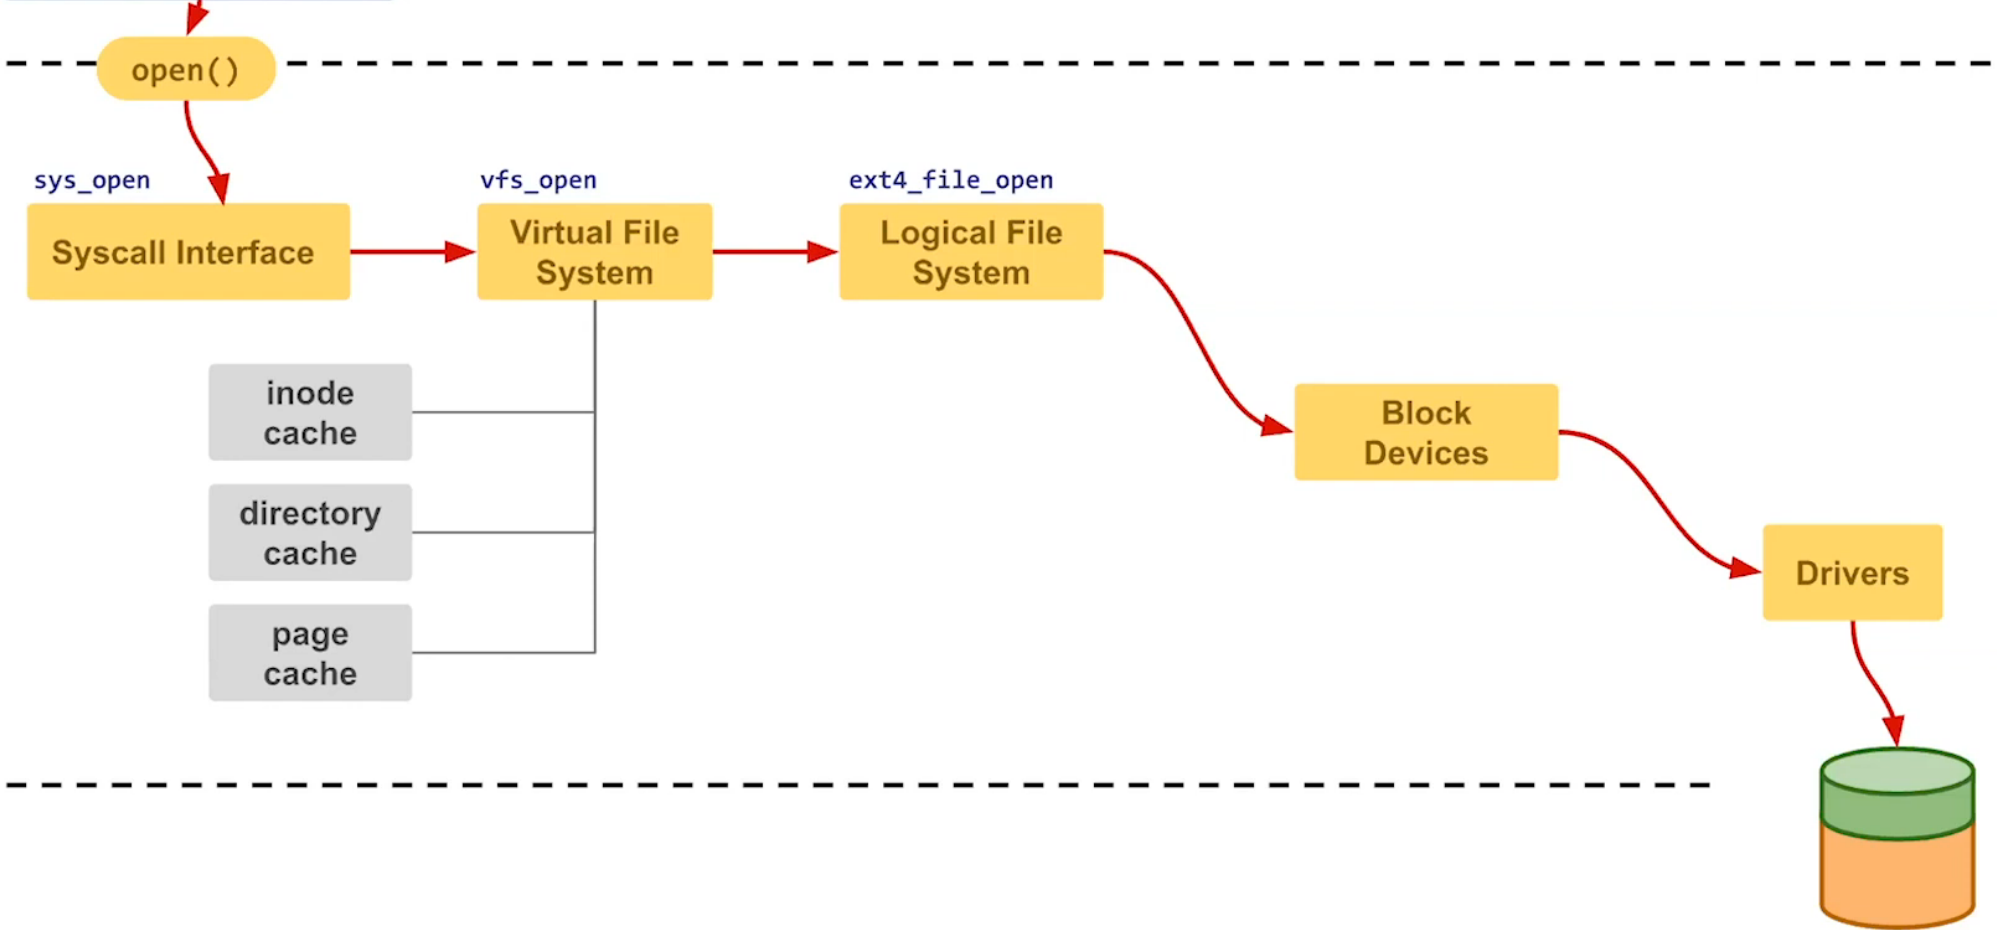 open()
sys_open
vfs_open
ext4_file_open
Syscall Interface
Virtual File
System
Logical File
System
inode
cache
directory
cache
page
cache
Block
Devices
Drivers